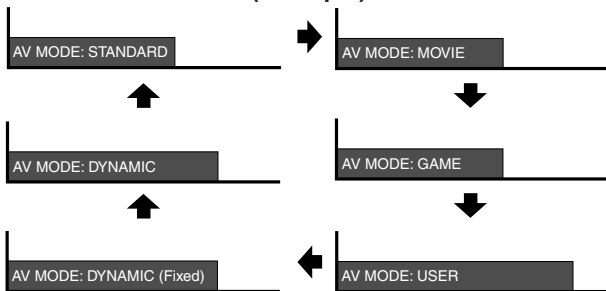 AV MODE: STANDARD
AV MODE: MOVIE
AV MODE: DYNAMIC
AV MODE: GAME
AV MODE: DYNAMIC (Fixed)
AV MODE: USER